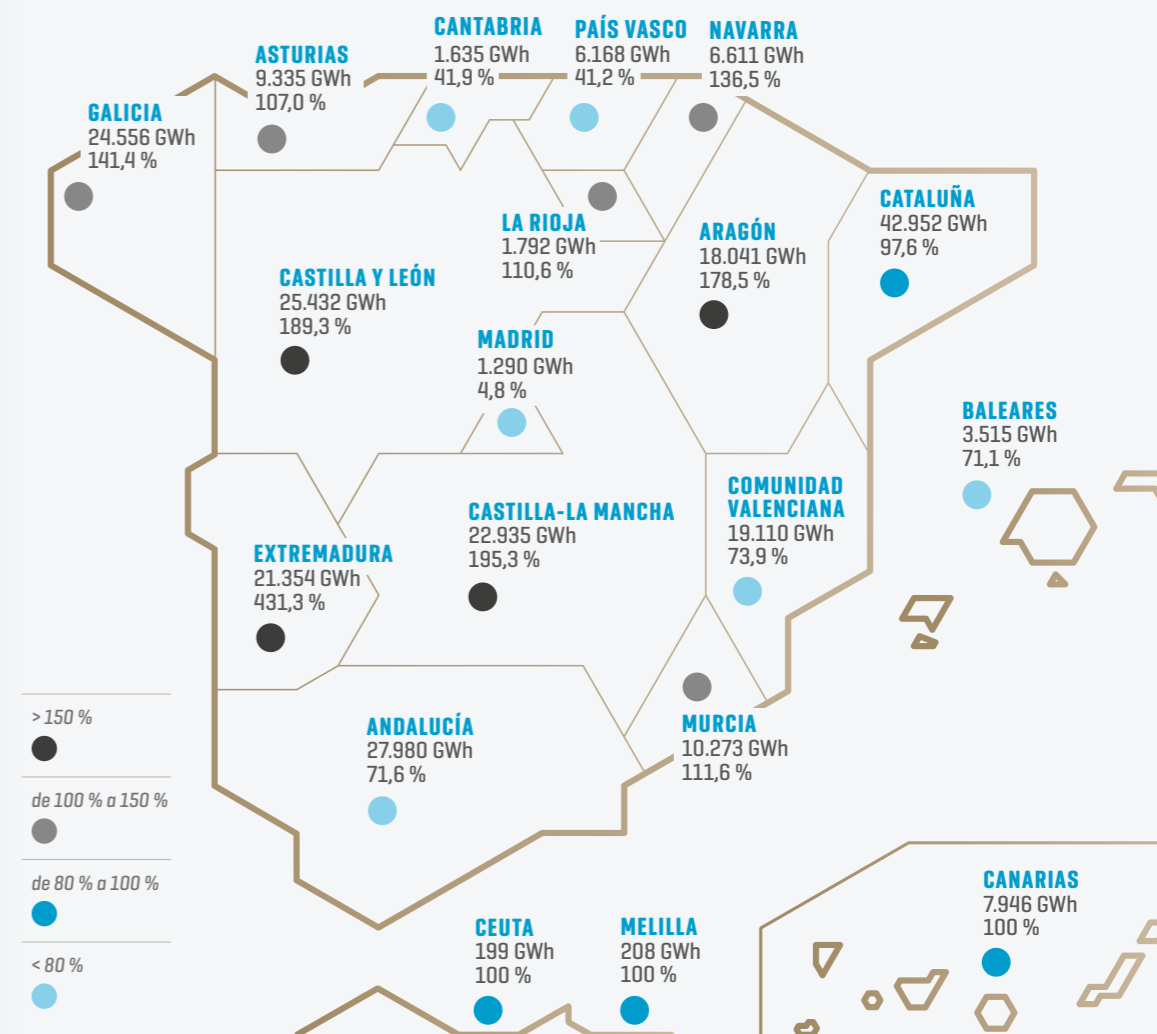 CANTABRIA
1.635 GWh
41,9 %
PAÍS VASCO
6.168 GWh
41,2 %
NAVARRA
6.611 GWh
136,5 %
ASTURIAS
9.335 GWh
107,0 %
GALICIA
24.556 GWh
141,4 %
LA RIOJA
1.792 GWh
110,6 %
ARAGÓN
18.041 GWh
178,5 %
CATALUÑA
42.952 GWh
97,6 %
CASTILLA Y LEÓN
25.432 GWh
189,3 %
MADRID
1.290 GWh
4,8 %
BALEARES
3.515 GWh
71,1 %
COMUNIDAD
VALENCIANA
19.110 GWh
73,9 %
CASTILLA-LA MANCHA
22.935 GWh
195,3 %
EXTREMADURA
21.354 GWh
431,3 %
ANDALUCÍA
27.980 GWh
71,6 %
MURCIA
10.273 GWh
111,6 %
> 150 %
de 100 % a 150 %
de 80 % a 100 %
< 80 %
CEUTA
199 GWh
100 %
MELILLA
208 GWh
100 %
CANARIAS
7.946 GWh
100 %